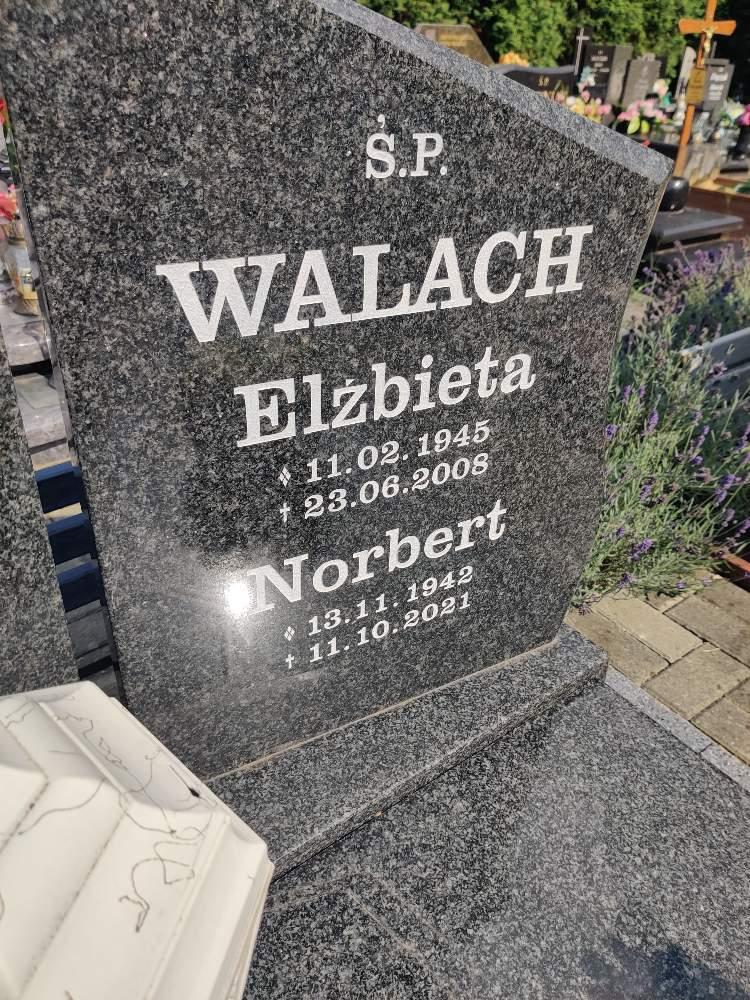 Ś.P.
WALACH
Elżbieta
11.02.1945
† 23.06.2008
Norbert
13.11.1942
† 11.10.2021